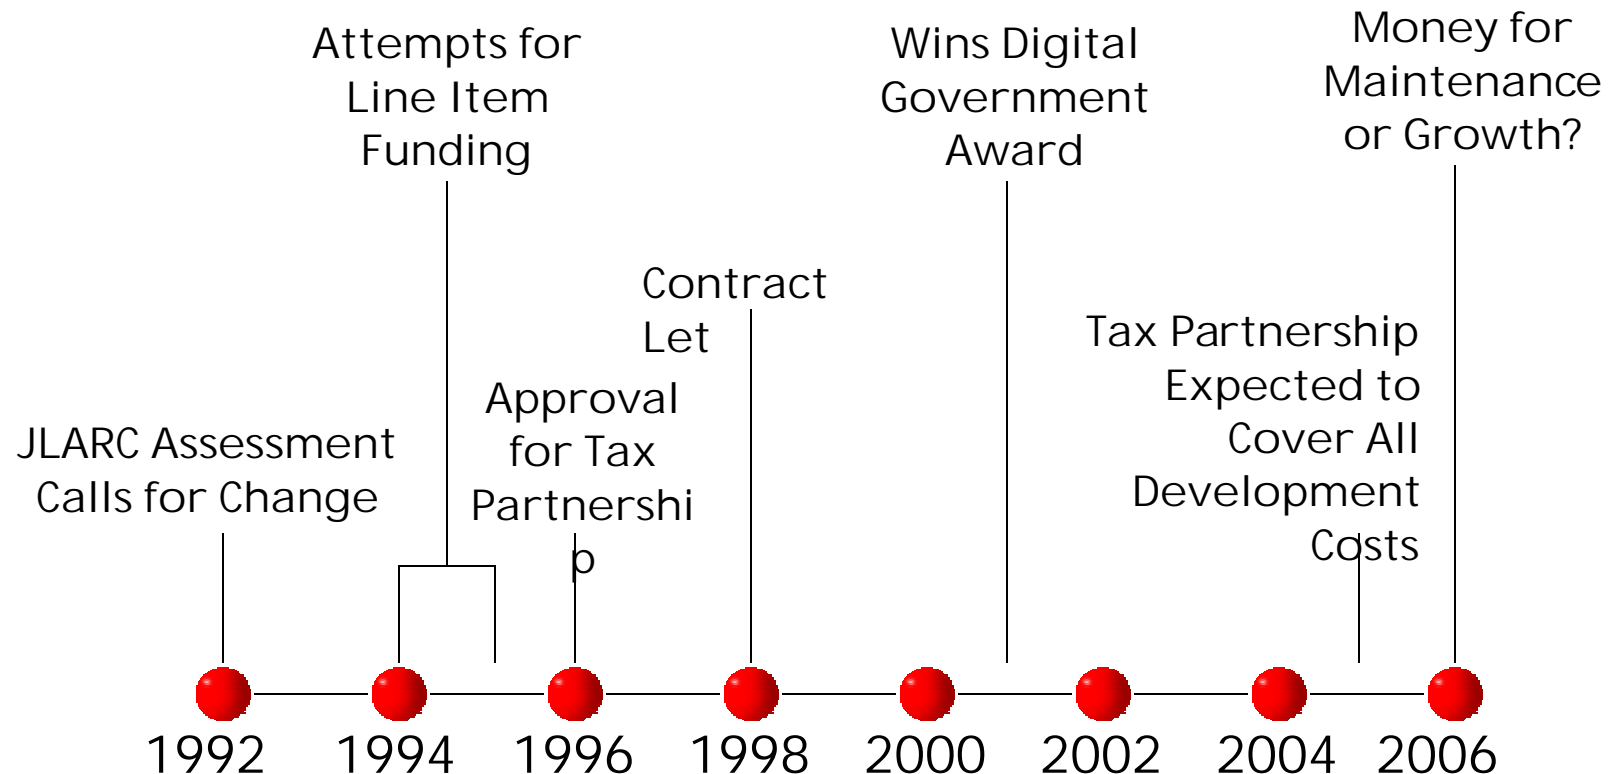 Attempts for
Line Item
Funding
Wins Digital
Government
Award
Money for
Maintenance
or Growth?
Contract
Let
Tax Partnership
Expected to
Cover All
Development
Costs
Approval
for Tax
Partnershi
p
JLARC Assessment
Calls for Change
1992 1994 1996 1998 2000 2002 2004 2006